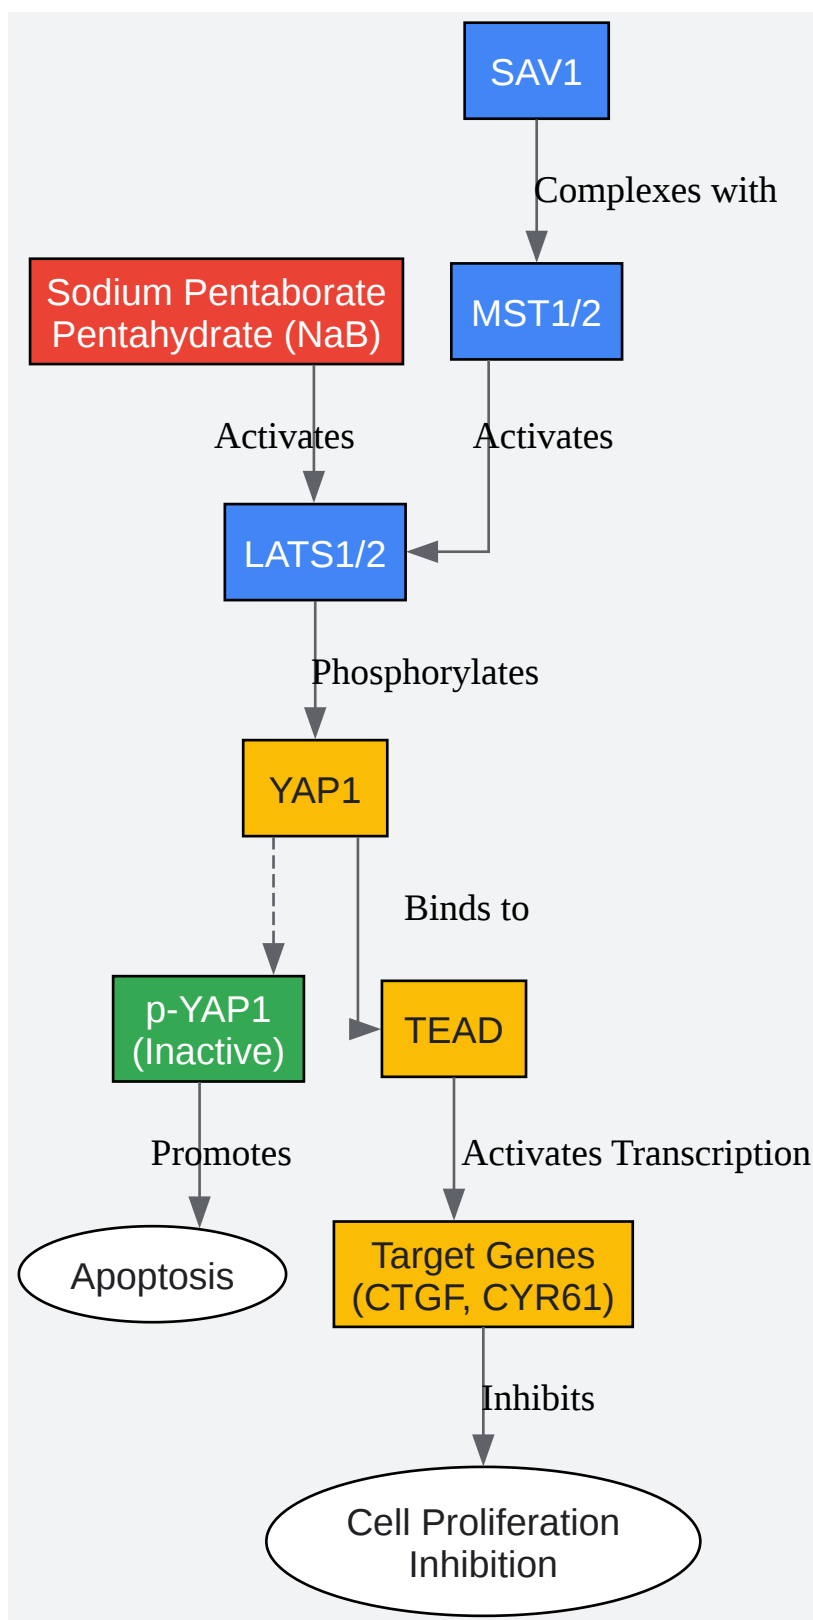 SAV1
Complexes with
Sodium Pentaborate
Pentahydrate (NaB)
MST1/2
Activates
Activates
LATS1/2
Phosphorylates
YAP1
Binds to
p-YAP1
(Inactive)
TEAD
Promotes
Activates Transcription
Apoptosis
Target Genes
(CTGF, CYR61)
Inhibits
Cell Proliferation
Inhibition